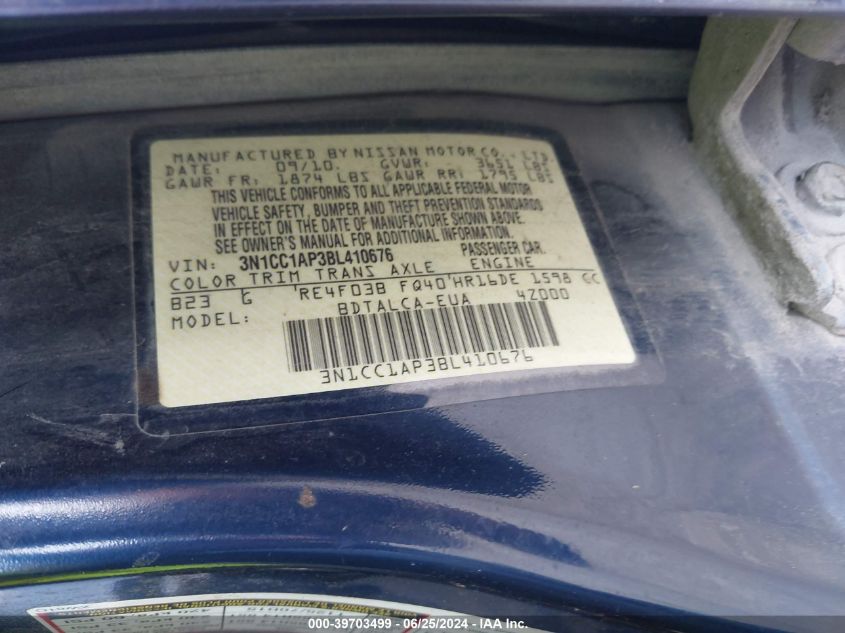 MANUFACTURED BY NISSAN MOTOR CO., LTD
DATE: 09/10 GVWR: 3651 LBS
GAWR FR: 1874 LBS GAWR RR: 1795 LBS
THIS VEHICLE CONFORMS TO ALL APPLICABLE FEDERAL MOTOR
VEHICLE SAFETY, BUMPER AND THEFT PREVENTION STANDARDS
IN EFFECT ON THE DATE OF MANUFACTURE SHOWN ABOVE.
SEE OWNER'S MANUAL FOR ADDITIONAL INFORMATION.
VIN: 3N1CC1AP3BL410676 PASSENGER CAR.
COLOR TRIM TRANS AXLE ENGINE
B23 G RE4F03B FQ40 HR16DE 1598 CC
MODEL: BDTALCA-EUA 4Z000
3N1CC1AP3BL410676
000-39703499 - 06/25/2024 - IAAI.com